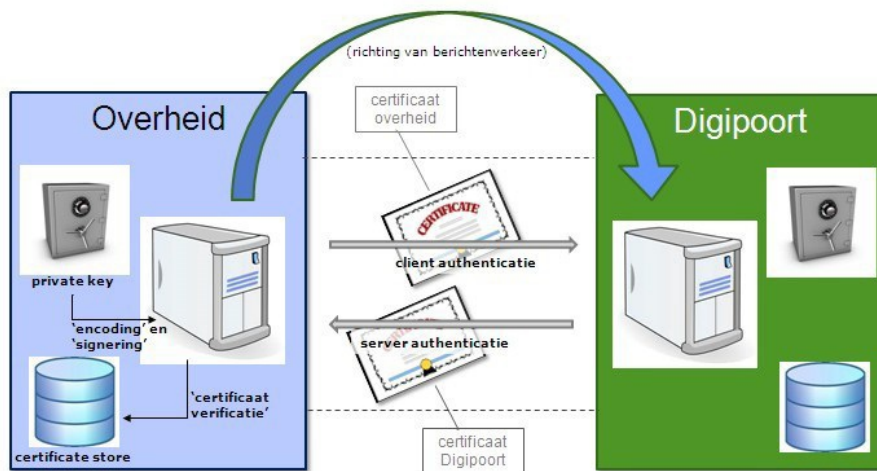 (richting van berichtenverkeer)
Overheid
certificaat
overheid
Digipoort
CERTIFICATE
client authenticatie
private key
'encoding' en
'signering'
server authenticatie
'certificaat
verificatie'
certificate store
certificaat
Digipoort